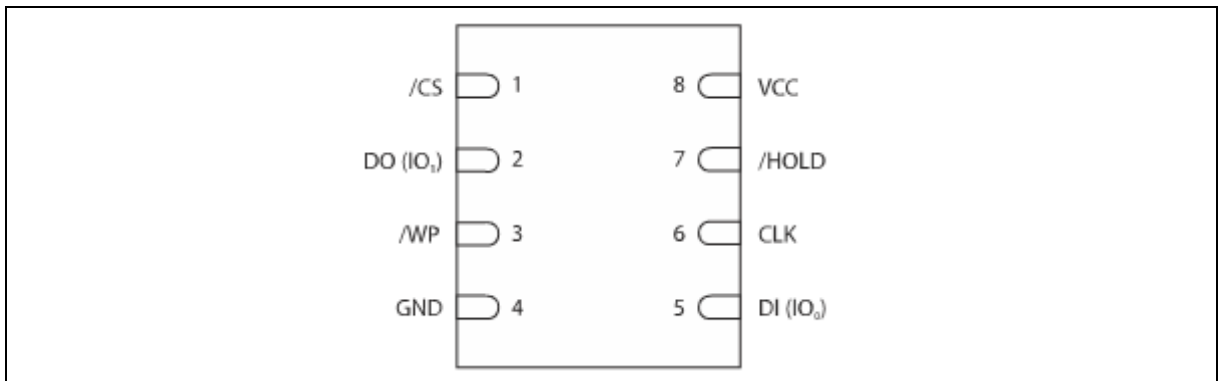 /CS 1 8 VCC
DO (IO₁) 2 7 /HOLD
/WP 3 6 CLK
GND 4 5 DI (IO₀)